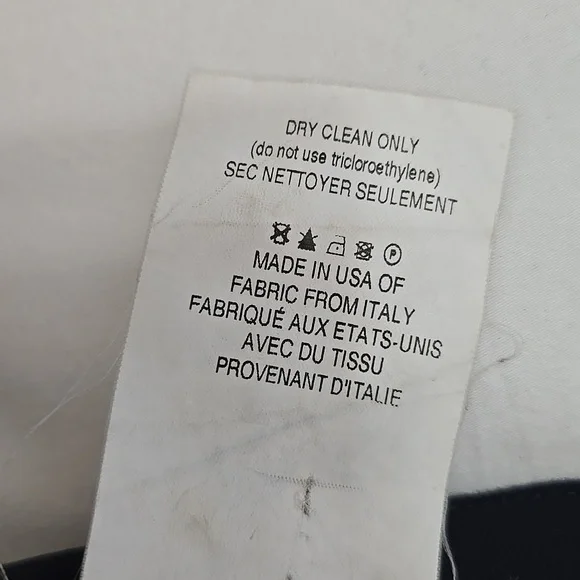 DRY CLEAN ONLY
(do not use tricloroethylene)
SEC NETTOYER SEULEMENT
P
MADE IN USA OF
FABRIC FROM ITALY
FABRIQUÉ AUX ETATS-UNIS
AVEC DU TISSU
PROVENANT D'ITALIE